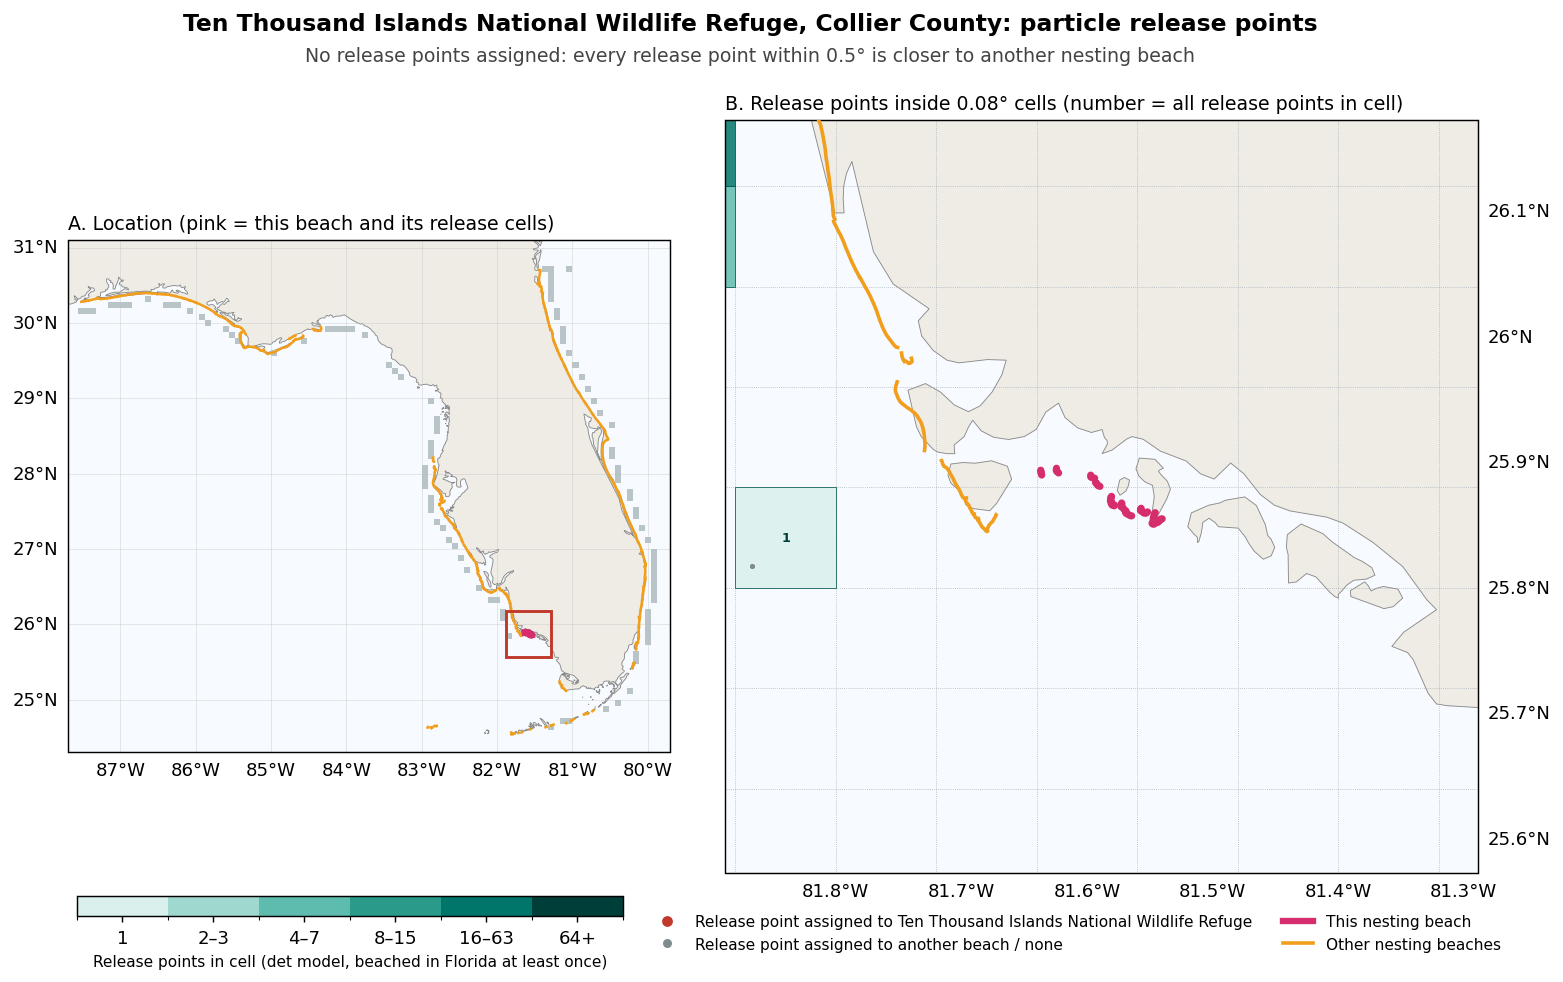 Ten Thousand Islands National Wildlife Refuge, Collier County: particle release points
No release points assigned: every release point within 0.5° is closer to another nesting beach
A. Location (pink = this beach and its release cells)
31°N
30°N
29°N
28°N
27°N
26°N
25°N
87°W
86°W
85°W
84°W
83°W
82°W
81°W
80°W
B. Release points inside 0.08° cells (number = all release points in cell)
1
26.1°N
26°N
25.9°N
25.8°N
25.7°N
25.6°N
81.8°W
81.7°W
81.6°W
81.5°W
81.4°W
81.3°W
1
2–3
4–7
8–15
16–63
64+
Release points in cell (det model, beached in Florida at least once)
Release point assigned to Ten Thousand Islands National Wildlife Refuge
Release point assigned to another beach / none
This nesting beach
Other nesting beaches